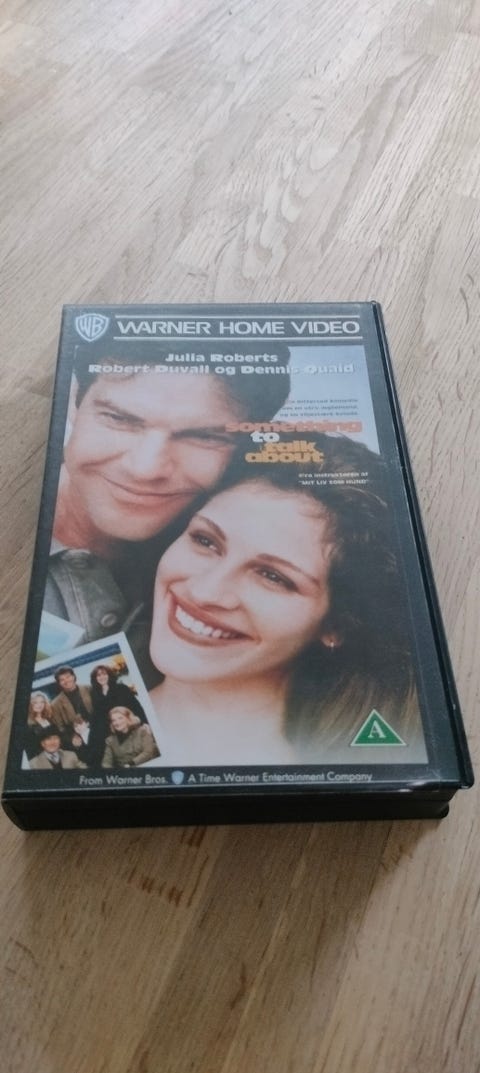 WB WARNER HOME VIDEO
Julia Roberts
Robert Duvall og Dennis Quaid
something
to
talk
about
Fra instruktøren af
"MIT LIV SOM HUND"
A
From Warner Bros. A Time Warner Entertainment Company